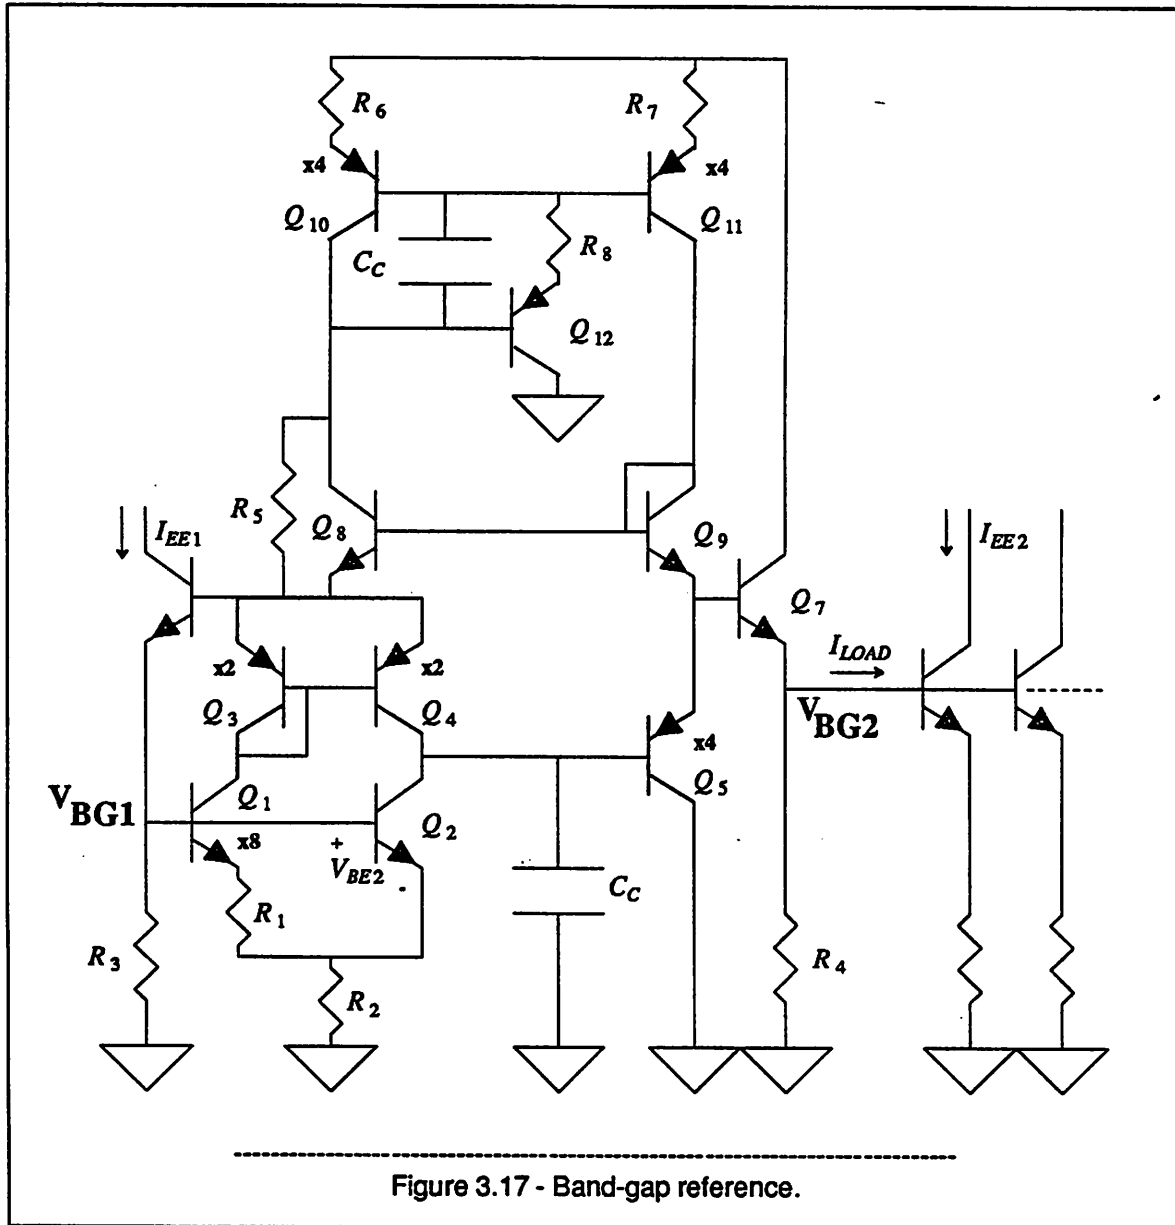 R6
R7
x4
x4
Q10
Q11
CC
R8
Q12
R5
Q8
Q9
IEE1
IEE2
Q7
ILOAD
x2
x2
Q3
Q4
VBG2
x4
Q5
VBG1
Q1
Q2
x8
+
VBE2
CC
R1
R3
R2
R4
Figure 3.17 - Band-gap reference.